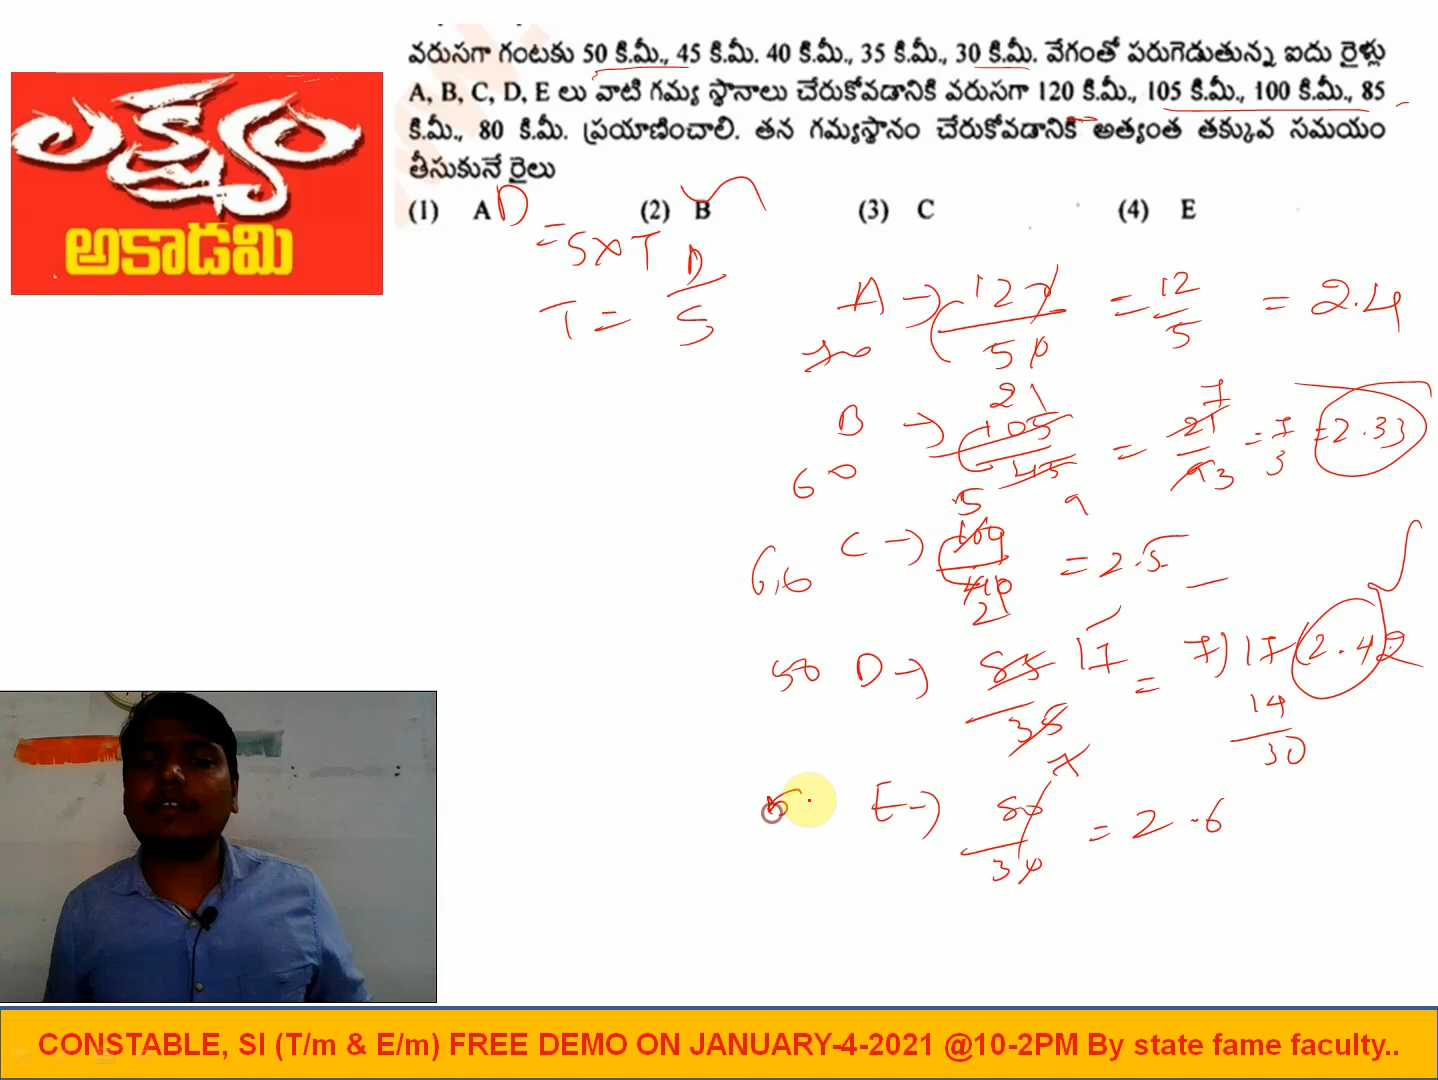 వరుసగా గంటకు 50 కి.మీ., 45 కి.మీ. 40 కి.మీ., 35 కి.మీ., 30 కి.మీ. వేగంతో పరుగెడుతున్న ఐదు రైళ్లు
A, B, C, D, E లు వాటి గమ్య స్థానాలు చేరుకోవడానికి వరుసగా 120 కి.మీ., 105 కి.మీ., 100 కి.మీ., 85
కి.మీ., 80 కి.మీ. ప్రయాణించాలి. తన గమ్యస్థానం చేరుకోవడానికి అత్యంత తక్కువ సమయం
తీసుకునే రైలు
(1) A (2) B (3) C (4) E
లక్ష్యం
అకాడమి
D = S x T
T = D/S
A → 120/50 = 12/5 = 2.4
B → 105/45 = 21/9 = 7/3 = 2.33
60
C → 100/40 = 2.5
D → 85/35 17 = 7) 17 (2.42
14
30
E → 80/30 = 2.6
CONSTABLE, SI (T/m & E/m) FREE DEMO ON JANUARY-4-2021 @10-2PM By state fame faculty..